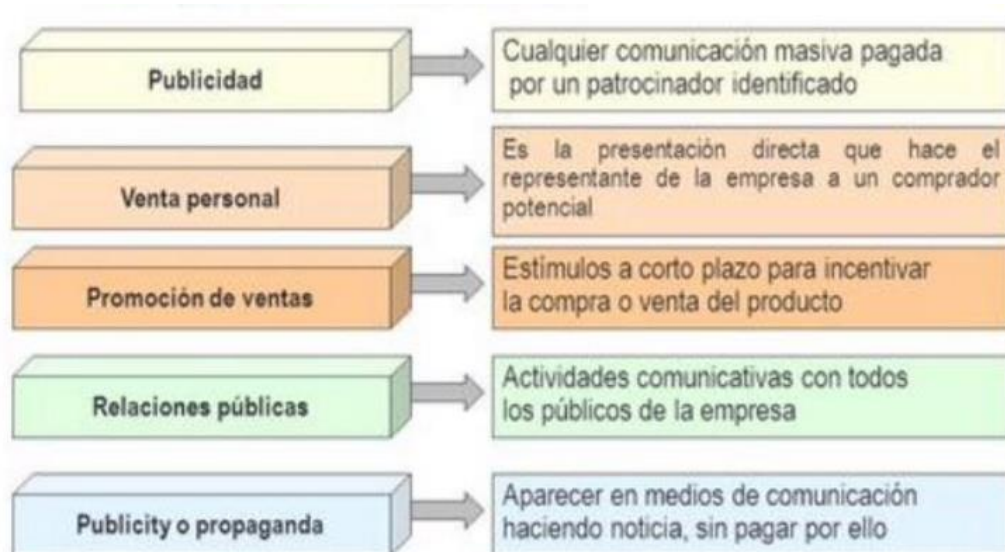 Publicidad
Cualquier comunicación masiva pagada
por un patrocinador identificado
Venta personal
Es la presentación directa que hace el
representante de la empresa a un comprador
potencial
Promoción de ventas
Estímulos a corto plazo para incentivar
la compra o venta del producto
Relaciones públicas
Actividades comunicativas con todos
los públicos de la empresa
Publicity o propaganda
Aparecer en medios de comunicación
haciendo noticia, sin pagar por ello